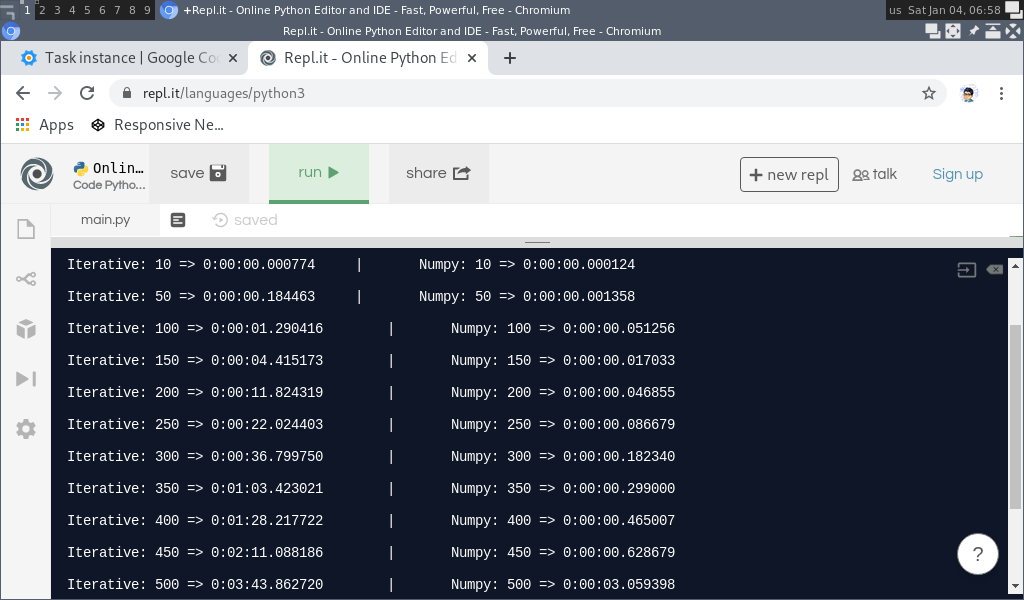 1 2 3 4 5 6 7 8 9 +Repl.it - Online Python Editor and IDE - Fast, Powerful, Free - Chromium us Sat Jan 04, 06:58
Repl.it - Online Python Editor and IDE - Fast, Powerful, Free - Chromium
Task instance | Google Co Repl.it - Online Python Ed
repl.it/languages/python3
Apps Responsive Ne...
Onlin...
Code Pytho...
save run share + new repl talk Sign up
main.py saved
Iterative: 10 => 0:00:00.000774 | Numpy: 10 => 0:00:00.000124
Iterative: 50 => 0:00:00.184463 | Numpy: 50 => 0:00:00.001358
Iterative: 100 => 0:00:01.290416 | Numpy: 100 => 0:00:00.051256
Iterative: 150 => 0:00:04.415173 | Numpy: 150 => 0:00:00.017033
Iterative: 200 => 0:00:11.824319 | Numpy: 200 => 0:00:00.046855
Iterative: 250 => 0:00:22.024403 | Numpy: 250 => 0:00:00.086679
Iterative: 300 => 0:00:36.799750 | Numpy: 300 => 0:00:00.182340
Iterative: 350 => 0:01:03.423021 | Numpy: 350 => 0:00:00.299000
Iterative: 400 => 0:01:28.217722 | Numpy: 400 => 0:00:00.465007
Iterative: 450 => 0:02:11.088186 | Numpy: 450 => 0:00:00.628679
Iterative: 500 => 0:03:43.862720 | Numpy: 500 => 0:00:03.059398
?